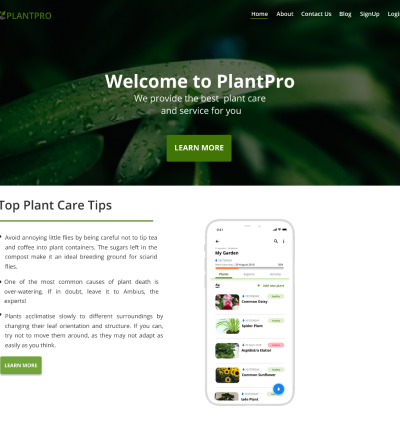 PLANTPRO
Home About Contact Us Blog SignUp Logi
Welcome to PlantPro
We provide the best plant care
and service for you
LEARN MORE
Top Plant Care Tips
Avoid annoying little flies by being careful not to tip tea
and coffee into plant containers. The sugars left in the
compost make it an ideal breeding ground for sciarid
flies.
One of the most common causes of plant death is
over-watering. If in doubt, leave it to Ambius, the
experts!
Plants acclimatise slowly to different surroundings by
changing their leaf orientation and structure. If you can,
try not to move them around, as they may not adapt as
easily as you think.
LEARN MORE
9:41
My Garden
Plants
Add new plant
Common Daisy
Spider Plant
Aspidistra Elatior
Common Sunflower
Jade Plant